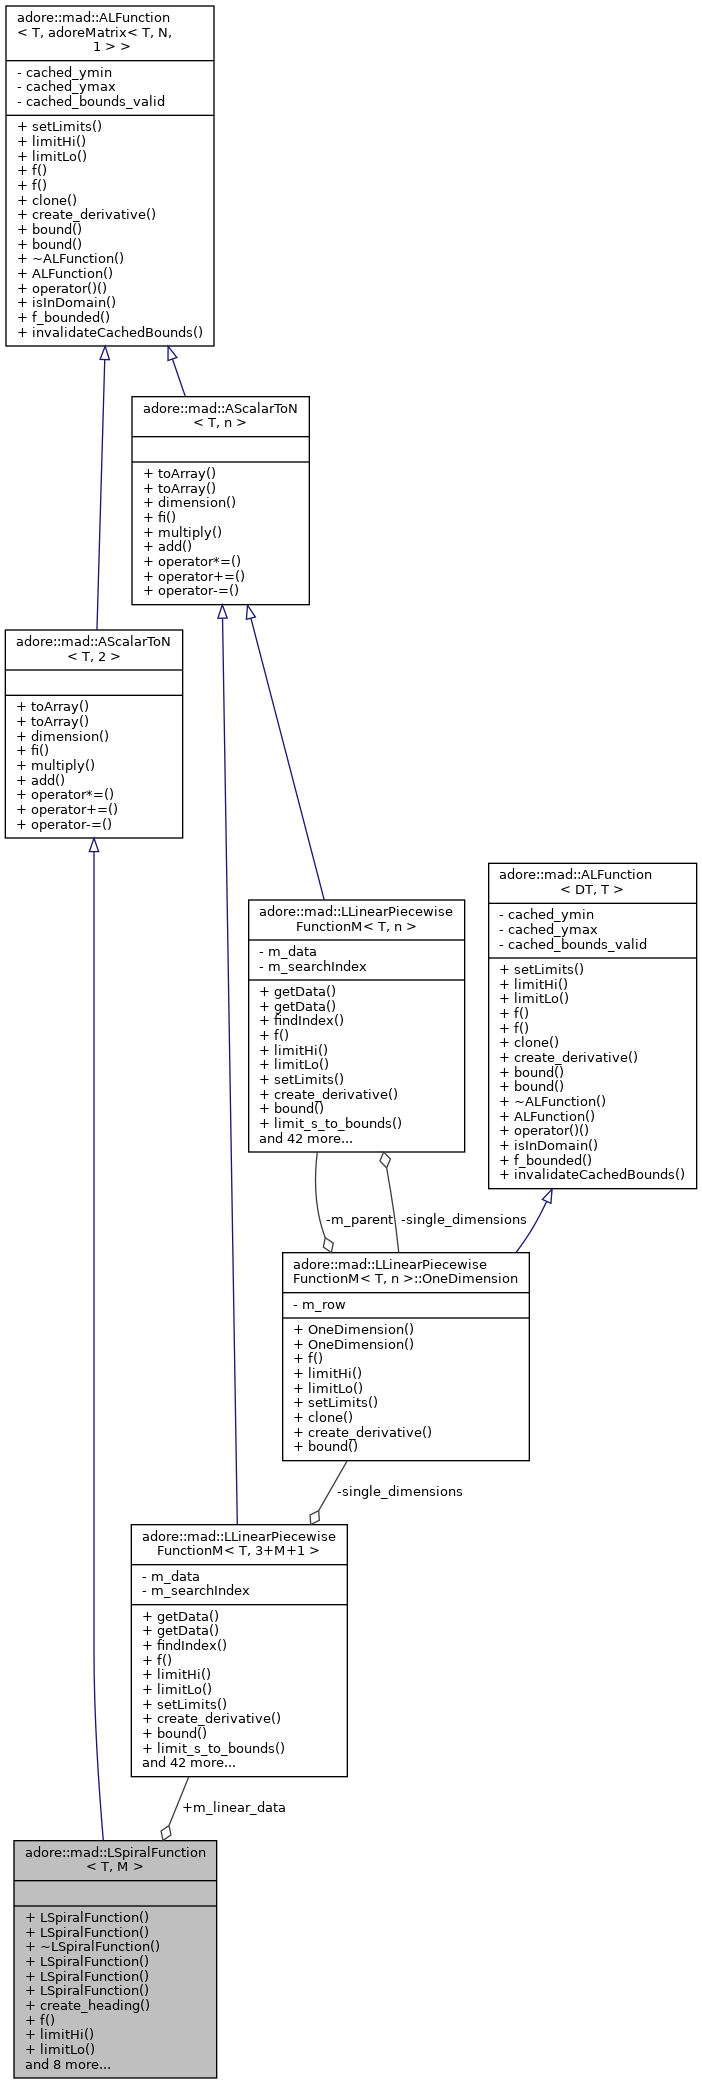 adore::mad::ALFunction
< T, adoreMatrix< T, N,
1 > >
- cached_ymin
- cached_ymax
- cached_bounds_valid
+ setLimits()
+ limitHi()
+ limitLo()
+ f()
+ f()
+ clone()
+ create_derivative()
+ bound()
+ bound()
+ ~ALFunction()
+ ALFunction()
+ operator()()
+ isInDomain()
+ f_bounded()
+ invalidateCachedBounds()
adore::mad::AScalarToN
< T, n >
+ toArray()
+ toArray()
+ dimension()
+ fi()
+ multiply()
+ add()
+ operator*=()
+ operator+=()
+ operator-=()
adore::mad::AScalarToN
< T, 2 >
+ toArray()
+ toArray()
+ dimension()
+ fi()
+ multiply()
+ add()
+ operator*=()
+ operator+=()
+ operator-=()
adore::mad::LLinearPiecewise
FunctionM< T, n >
- m_data
- m_searchIndex
+ getData()
+ getData()
+ findIndex()
+ f()
+ limitHi()
+ limitLo()
+ setLimits()
+ create_derivative()
+ bound()
+ limit_s_to_bounds()
and 42 more...
adore::mad::ALFunction
< DT, T >
- cached_ymin
- cached_ymax
- cached_bounds_valid
+ setLimits()
+ limitHi()
+ limitLo()
+ f()
+ f()
+ clone()
+ create_derivative()
+ bound()
+ bound()
+ ~ALFunction()
+ ALFunction()
+ operator()()
+ isInDomain()
+ f_bounded()
+ invalidateCachedBounds()
-m_parent
-single_dimensions
adore::mad::LLinearPiecewise
FunctionM< T, n >::OneDimension
- m_row
+ OneDimension()
+ OneDimension()
+ f()
+ limitHi()
+ limitLo()
+ setLimits()
+ clone()
+ create_derivative()
+ bound()
-single_dimensions
adore::mad::LLinearPiecewise
FunctionM< T, 3+M+1 >
- m_data
- m_searchIndex
+ getData()
+ getData()
+ findIndex()
+ f()
+ limitHi()
+ limitLo()
+ setLimits()
+ create_derivative()
+ bound()
+ limit_s_to_bounds()
and 42 more...
+m_linear_data
adore::mad::LSpiralFunction
< T, M >
+ LSpiralFunction()
+ LSpiralFunction()
+ ~LSpiralFunction()
+ LSpiralFunction()
+ LSpiralFunction()
+ LSpiralFunction()
+ create_heading()
+ f()
+ limitHi()
+ limitLo()
and 8 more...